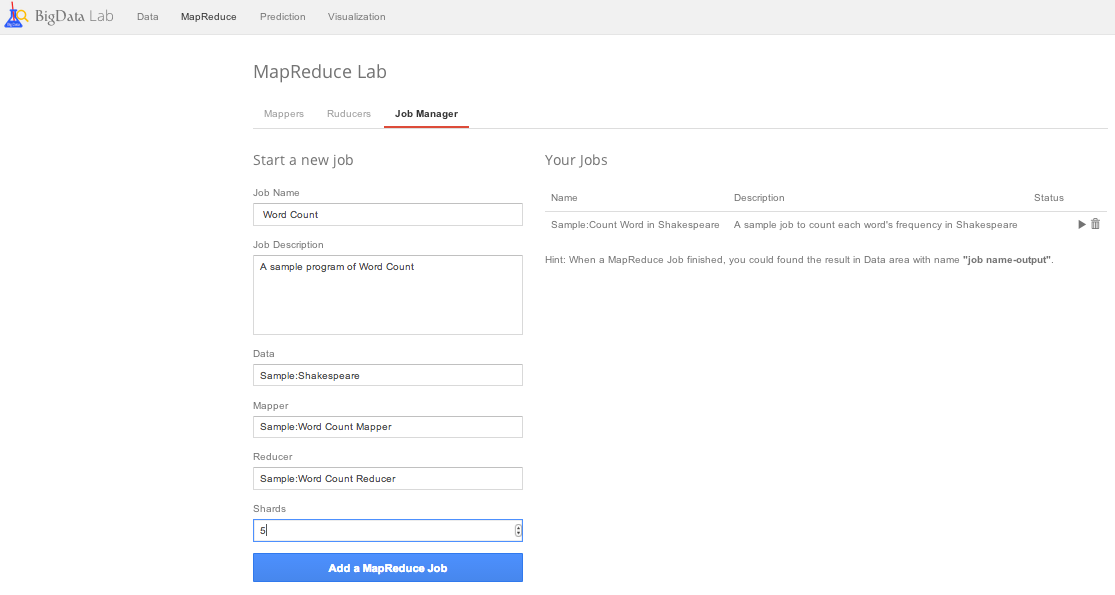 BigData Lab Data MapReduce Prediction Visualization
MapReduce Lab
Mappers Ruducers Job Manager
Start a new job
Job Name
Word Count
Job Description
A sample program of Word Count
Data
Sample:Shakespeare
Mapper
Sample:Word Count Mapper
Reducer
Sample:Word Count Reducer
Shards
5
Add a MapReduce Job
Your Jobs
Name Description Status
Sample:Count Word in Shakespeare A sample job to count each word's frequency in Shakespeare
Hint: When a MapReduce Job finished, you could found the result in Data area with name "job name-output".